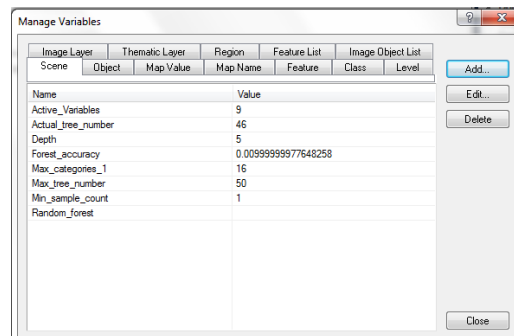 Manage Variables
Image Layer Thematic Layer Region Feature List Image Object List
Scene Object Map Value Map Name Feature Class Level
Add...
Name Value
Edit...
Active_Variables 9
Actual_tree_number 46
Delete
Depth 5
Forest_accuracy 0.00999999977648258
Max_categories_1 16
Max_tree_number 50
Min_sample_count 1
Random_forest
Close